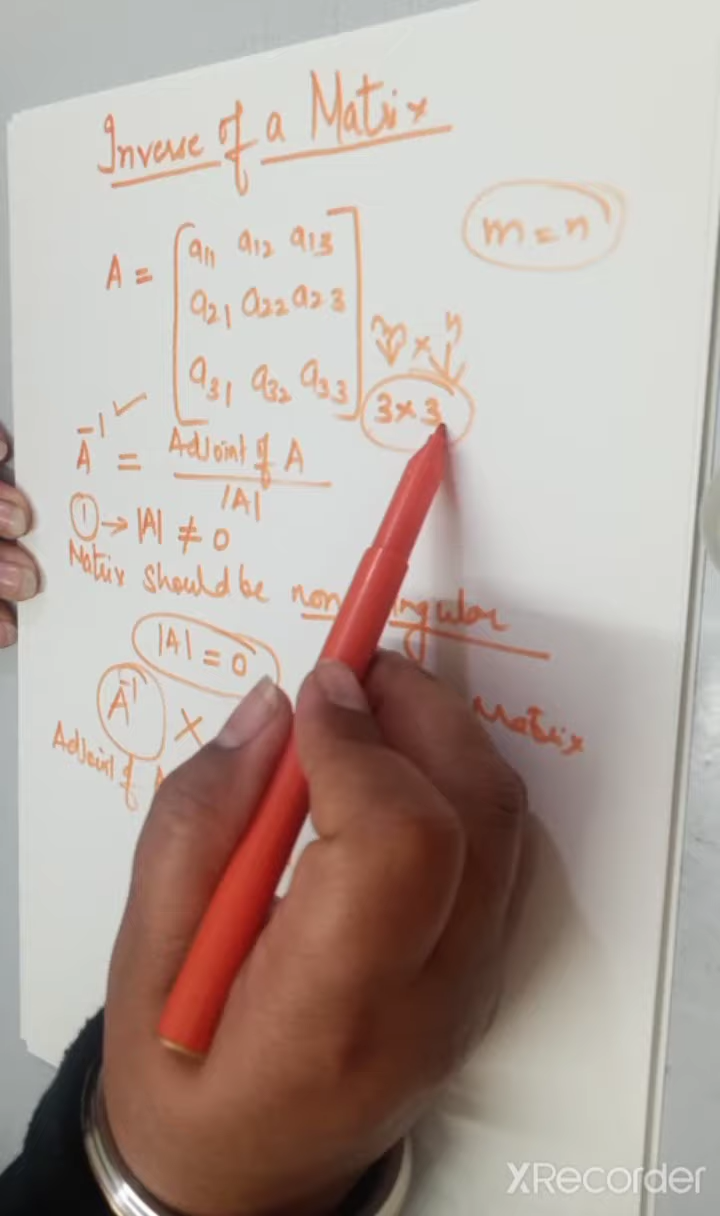 Inverse of a Matrix
m = n
A = [a11 a12 a13
a21 a22 a23
a31 a32 a33]
m × n
3×3
A^-1 ✓ = Adjoint of A / |A|
① → |A| ≠ 0
Matrix should be non
|A| = 0
A^-1 ×
Matrix
Adjoint of A
XRecorder